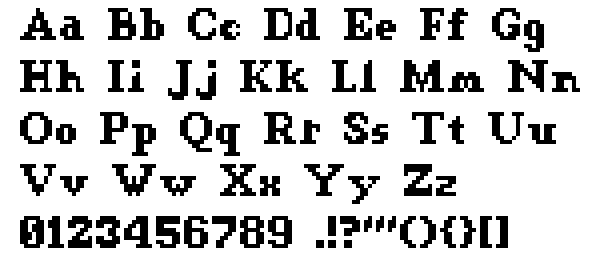 Aa Bb Cc Dd Ee Ff Gg
Hh Ii Jj Kk Ll Mm Nn
Oo Pp Qq Rr Ss Tt Uu
Vv Ww Xx Yy Zz
0123456789 .!?"'(){}[]